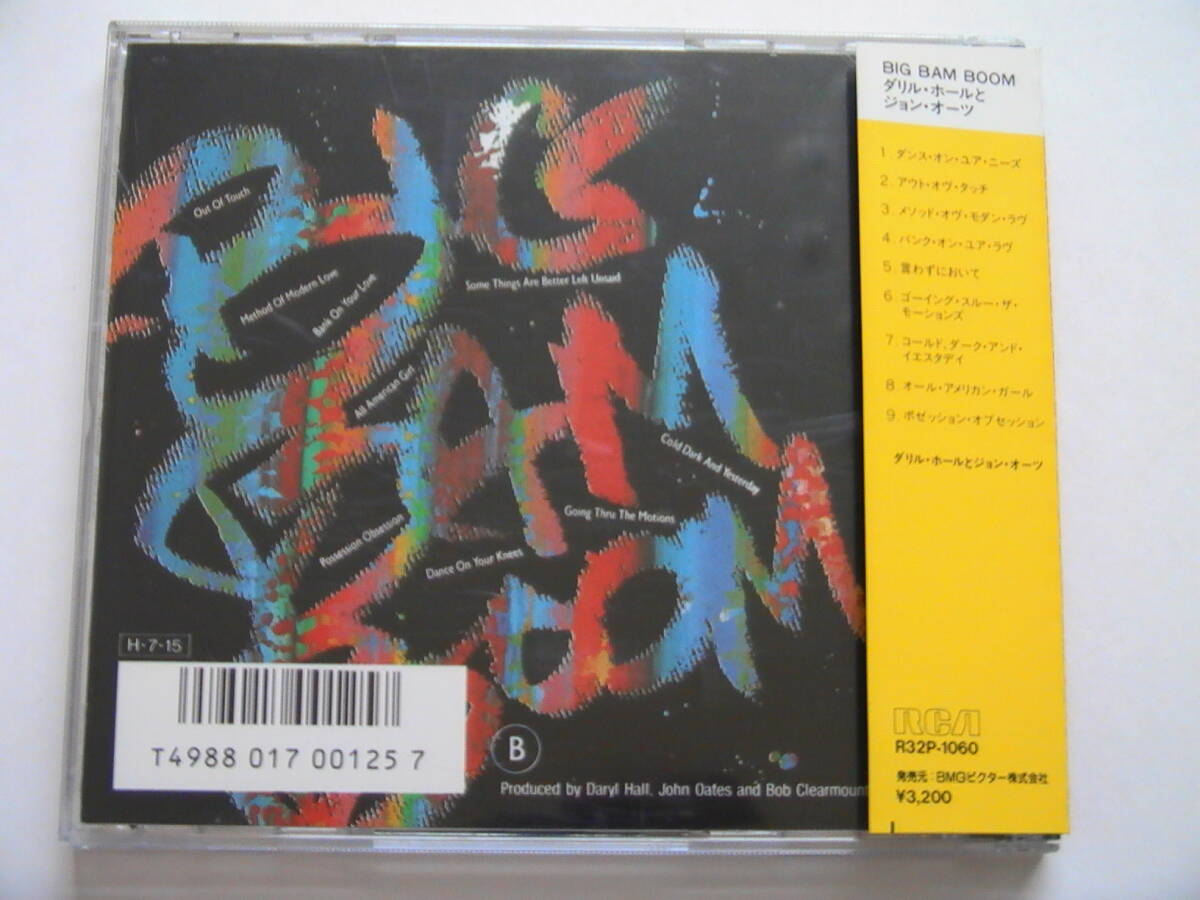 BIG BAM BOOM
Out Of Touch
Method Of Modern Love
Bank On Your Love
Some Things Are Better Left Unsaid
All American Girl
Cold Dark And Yesterday
Going Thru The Motions
Possession Obsession
Dance On Your Knees
H-7-15
T4988 017 00125 7
B
Produced by Daryl Hall, John Oates and Bob Clearmount
BIG BAM BOOM
ダリル・ホールと
ジョン・オーツ
1. ダンス・オン・ユア・ニーズ
2. アウト・オヴ・タッチ
3. メソッド・オヴ・モダン・ラヴ
4. バンク・オン・ユア・ラヴ
5. 言わずにおいて
6. ゴーイング・スルー・ザ・
モーションズ
7. コールド、ダーク・アンド・
イエスタデイ
8. オール・アメリカン・ガール
9. ポゼッション・オブセッション
ダリル・ホールとジョン・オーツ
RCA
R32P-1060
発売元:BMGビクター株式会社
¥3,200